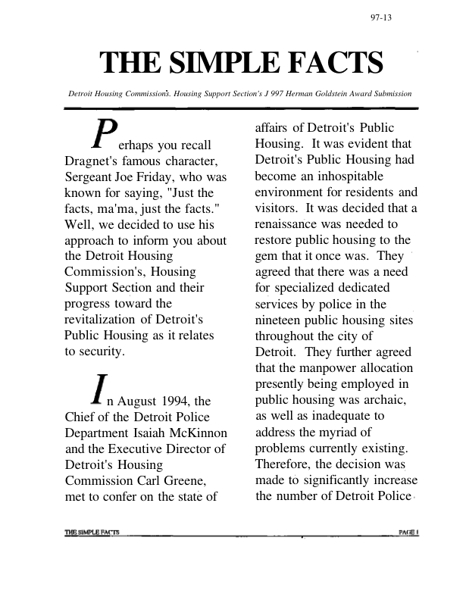 97-13
THE SIMPLE FACTS
Detroit Housing Commission's. Housing Support Section's J 997 Herman Goldstein Award Submission
Perhaps you recall
Dragnet's famous character,
Sergeant Joe Friday, who was
known for saying, "Just the
facts, ma'ma, just the facts."
Well, we decided to use his
approach to inform you about
the Detroit Housing
Commission's, Housing
Support Section and their
progress toward the
revitalization of Detroit's
Public Housing as it relates
to security.
In August 1994, the
Chief of the Detroit Police
Department Isaiah McKinnon
and the Executive Director of
Detroit's Housing
Commission Carl Greene,
met to confer on the state of
affairs of Detroit's Public
Housing. It was evident that
Detroit's Public Housing had
become an inhospitable
environment for residents and
visitors. It was decided that a
renaissance was needed to
restore public housing to the
gem that it once was. They
agreed that there was a need
for specialized dedicated
services by police in the
nineteen public housing sites
throughout the city of
Detroit. They further agreed
that the manpower allocation
presently being employed in
public housing was archaic,
as well as inadequate to
address the myriad of
problems currently existing.
Therefore, the decision was
made to significantly increase
the number of Detroit Police
THE SIMPLE FACTS
PAGE 1